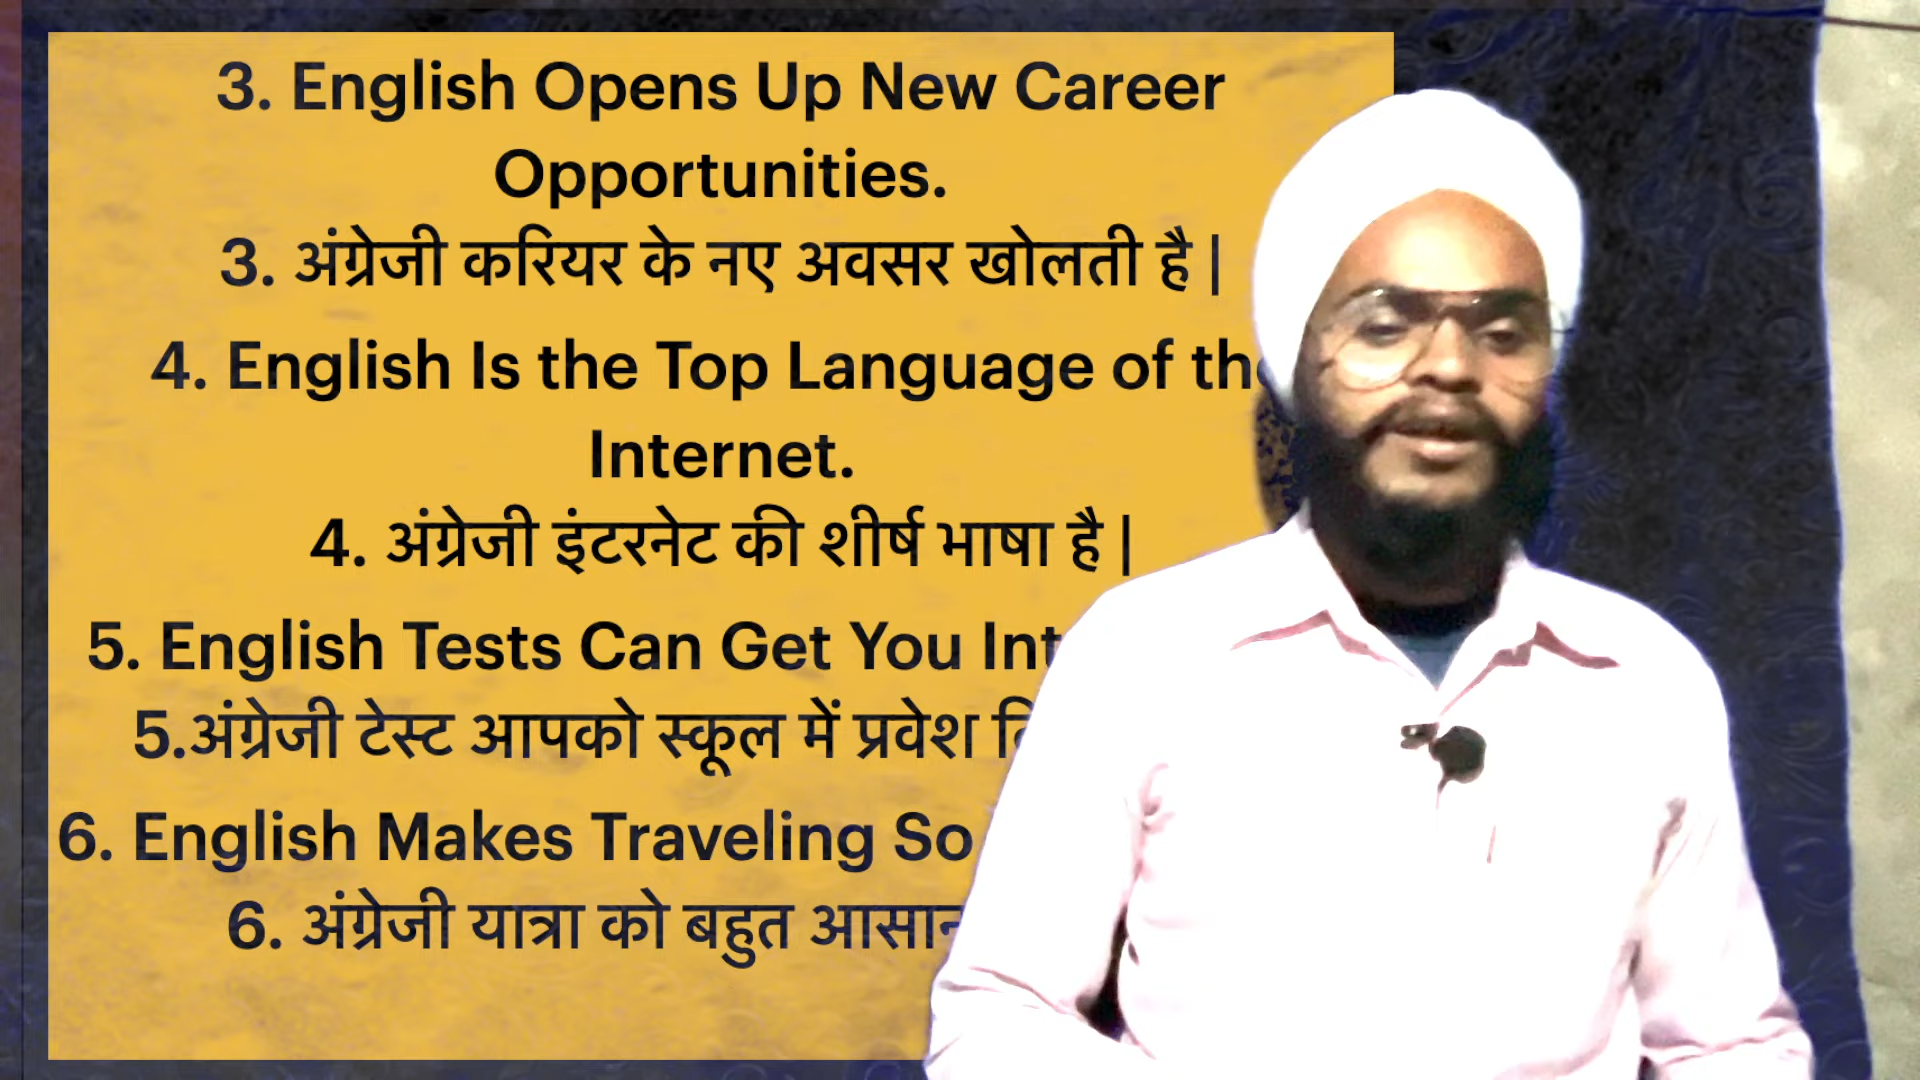 3. English Opens Up New Career
Opportunities.
3. अंग्रेजी करियर के नए अवसर खोलती है |
4. English Is the Top Language of the
Internet.
4. अंग्रेजी इंटरनेट की शीर्ष भाषा है |
5. English Tests Can Get You
5.अंग्रेजी टेस्ट आपको स्कूल में प्रवेश
6. English Makes Traveling So
6. अंग्रेजी यात्रा को बहुत